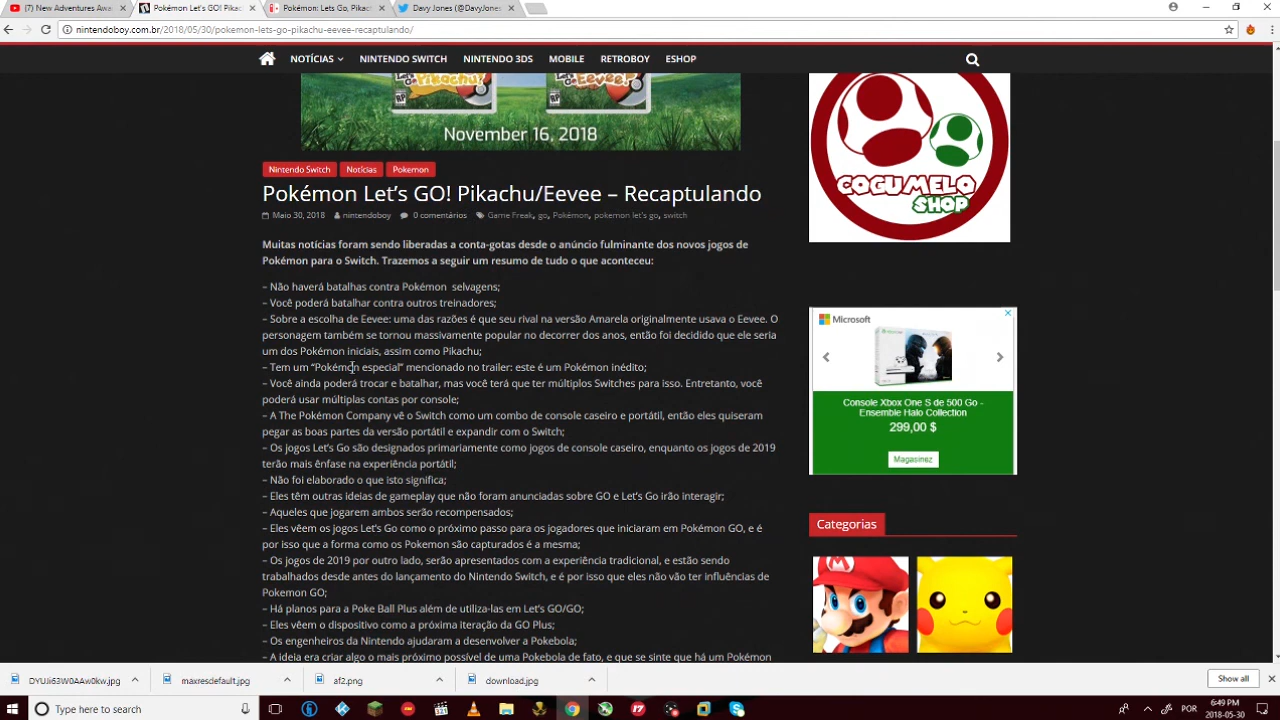 (7) New Adventures Awa
Pokémon Let's GO! Pikac
Pokémon: Lets Go, Pikac
Davy Jones (@DavyJones
nintendoboy.com.br/2018/05/30/pokemon-lets-go-pikachu-eevee-recaptulando/
NOTÍCIAS NINTENDO SWITCH NINTENDO 3DS MOBILE RETROBOY ESHOP
November 16, 2018
Nintendo Switch Notícias Pokemon
Pokémon Let's GO! Pikachu/Eevee – Recaptulando
Maio 30, 2018 nintendoboy 0 comentários Game Freak, go, Pokémon, pokemon let's go, switch
Muitas notícias foram sendo liberadas a conta-gotas desde o anúncio fulminante dos novos jogos de
Pokémon para o Switch. Trazemos a seguir um resumo de tudo o que aconteceu:
– Não haverá batalhas contra Pokémon selvagens;
– Você poderá batalhar contra outros treinadores;
– Sobre a escolha de Eevee: uma das razões é que seu rival na versão Amarela originalmente usava o Eevee. O
personagem também se tornou massivamente popular no decorrer dos anos, então foi decidido que ele seria
um dos Pokémon iniciais, assim como Pikachu;
– Tem um “Pokémon especial” mencionado no trailer: este é um Pokémon inédito;
– Você ainda poderá trocar e batalhar, mas você terá que ter múltiplos Switches para isso. Entretanto, você
poderá usar múltiplas contas por console;
– A The Pokémon Company vê o Switch como um combo de console caseiro e portátil, então eles quiseram
pegar as boas partes da versão portátil e expandir com o Switch;
– Os jogos Let's Go são designados primariamente como jogos de console caseiro, enquanto os jogos de 2019
terão mais ênfase na experiência portátil;
– Não foi elaborado o que isto significa;
– Eles têm outras ideias de gameplay que não foram anunciadas sobre GO e Let's Go irão interagir;
– Aqueles que jogarem ambos serão recompensados;
– Eles vêem os jogos Let's Go como o próximo passo para os jogadores que iniciaram em Pokémon GO, e é
por isso que a forma como os Pokemon são capturados é a mesma;
– Os jogos de 2019 por outro lado, serão apresentados com a experiência tradicional, e estão sendo
trabalhados desde antes do lançamento do Nintendo Switch, e é por isso que eles não vão ter influências de
Pokemon GO;
– Há planos para a Poke Ball Plus além de utiliza-las em Let's GO/GO;
– Eles vêem o dispositivo como a próxima iteração da GO Plus;
– Os engenheiros da Nintendo ajudaram a desenvolver a Pokebola;
– A ideia era criar algo o mais próximo possível de uma Pokebola de fato, e que se sinte que há um Pokémon
COGUMELO
SHOP
Microsoft
Console Xbox One S de 500 Go -
Ensemble Halo Collection
299,00 $
Magasinez
Categorias
DYUJi63W0AAw0kw.jpg maxresdefault.jpg af2.png download.jpg Show all
Type here to search
POR
6:49 PM
2018-05-30